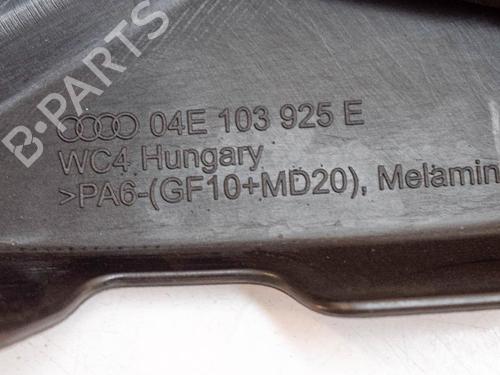 B-PARTS
04E 103 925 E
WC4 Hungary
>PA6-(GF10+MD20), Melamin